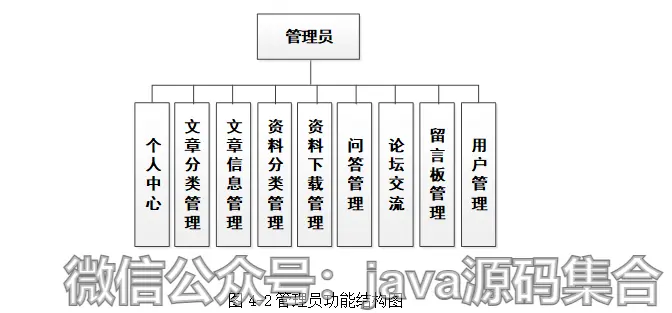 管理员
个人中心
文章分类管理
文章信息管理
资料分类管理
资料下载管理
问答管理
论坛交流
留言板管理
用户管理
微信公众号：java源码集合
图 4-2 管理员功能结构图